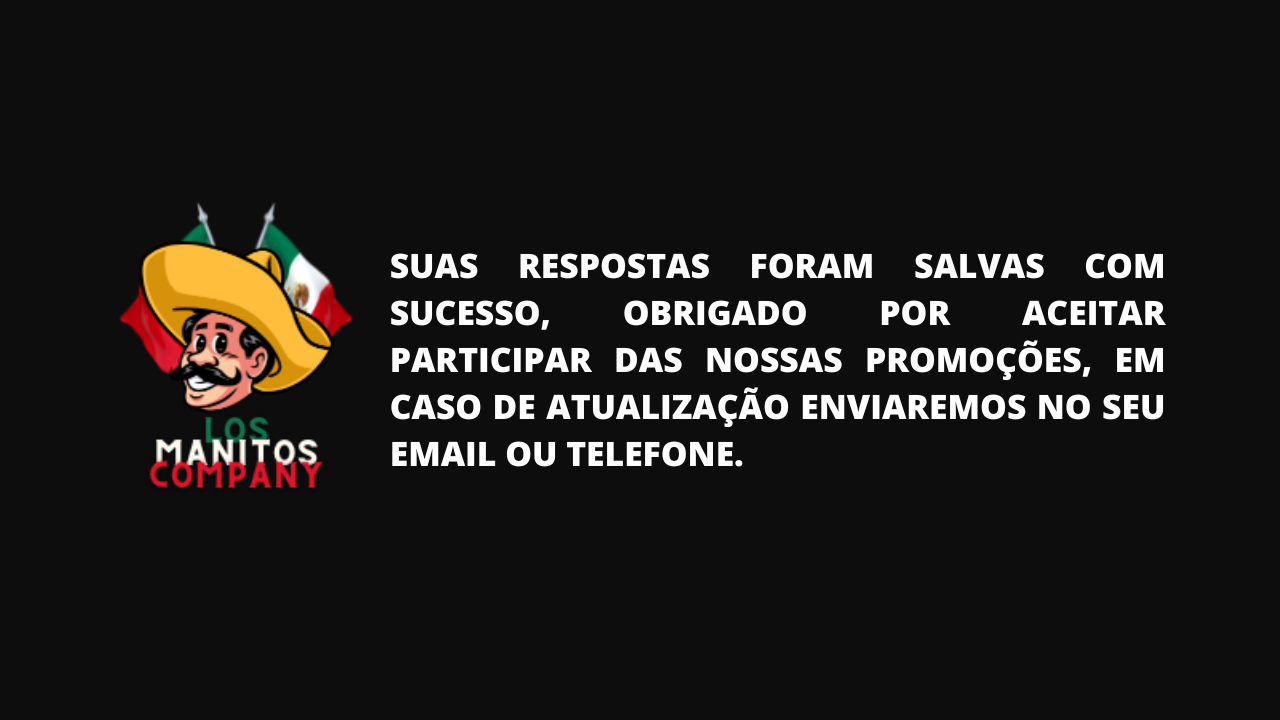 LOS
MANITOS
COMPANY
SUAS RESPOSTAS FORAM SALVAS COM
SUCESSO, OBRIGADO POR ACEITAR
PARTICIPAR DAS NOSSAS PROMOÇÕES, EM
CASO DE ATUALIZAÇÃO ENVIAREMOS NO SEU
EMAIL OU TELEFONE.